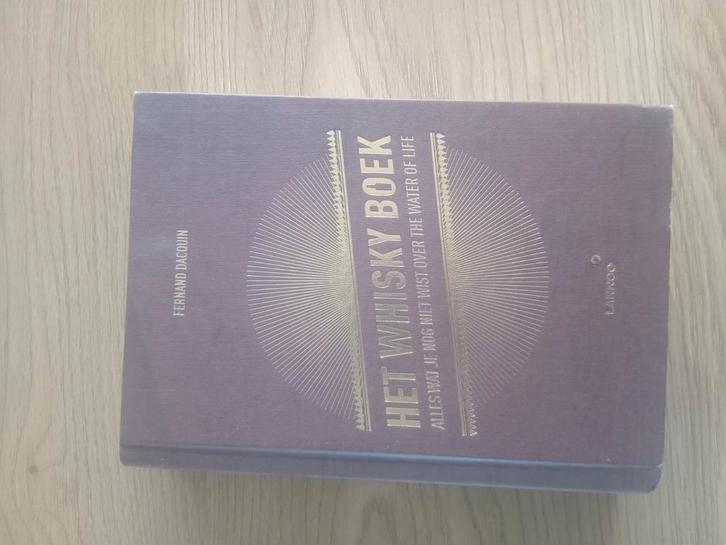 FERNAND DACQUIN
HET WHISKY BOEK
ALLES WAT JE NOG NIET WIST OVER THE WATER OF LIFE
LANNOO